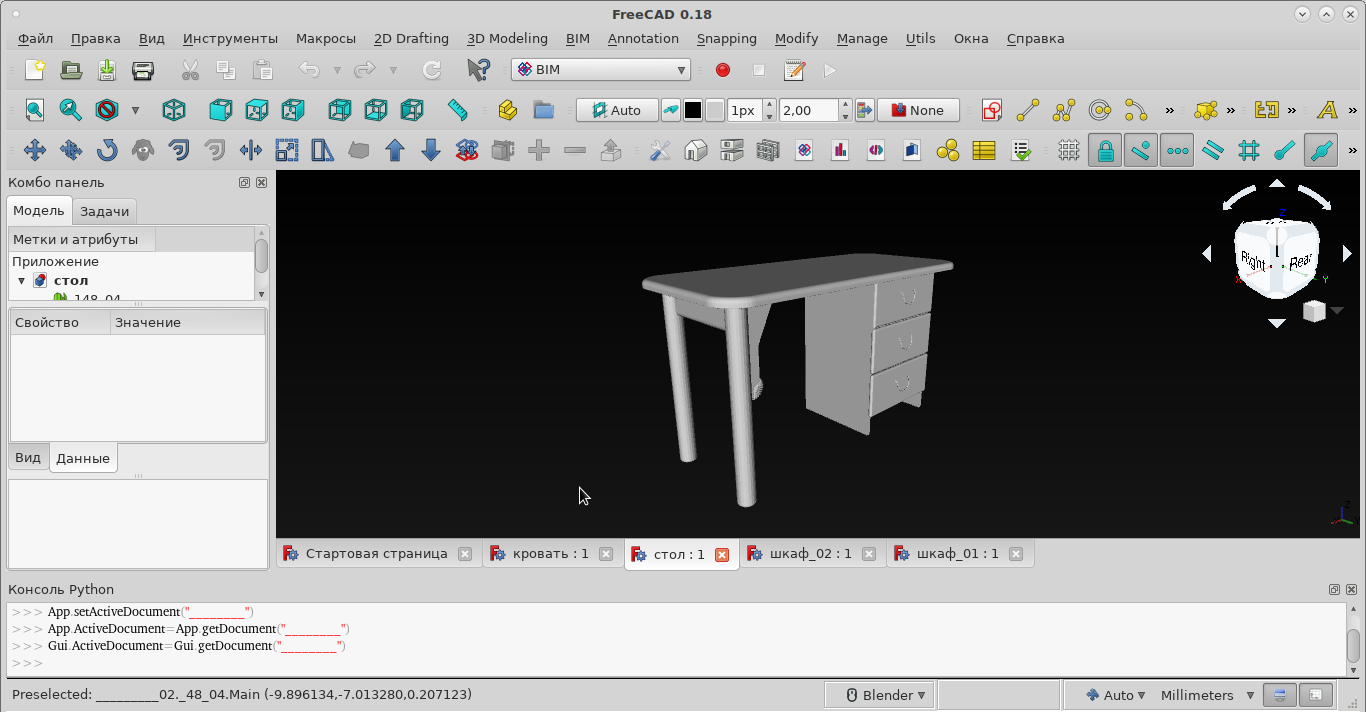 FreeCAD 0.18
Файл Правка Вид Инструменты Макросы 2D Drafting 3D Modeling BIM Annotation Snapping Modify Manage Utils Окна Справка
BIM
Auto 1px 2,00 None
Комбо панель
Модель Задачи
Метки и атрибуты
Приложение
стол
148_04
Свойство Значение
Вид Данные
Right Rear
Z
X Y
Z
Стартовая страница кровать : 1 стол : 1 шкаф_02 : 1 шкаф_01 : 1
Консоль Python
>>> App.setActiveDocument("________")
>>> App.ActiveDocument=App.getDocument("________")
>>> Gui.ActiveDocument=Gui.getDocument("________")
>>>
Preselected: _________02._48_04.Main (-9.896134,-7.013280,0.207123) Blender Auto Millimeters